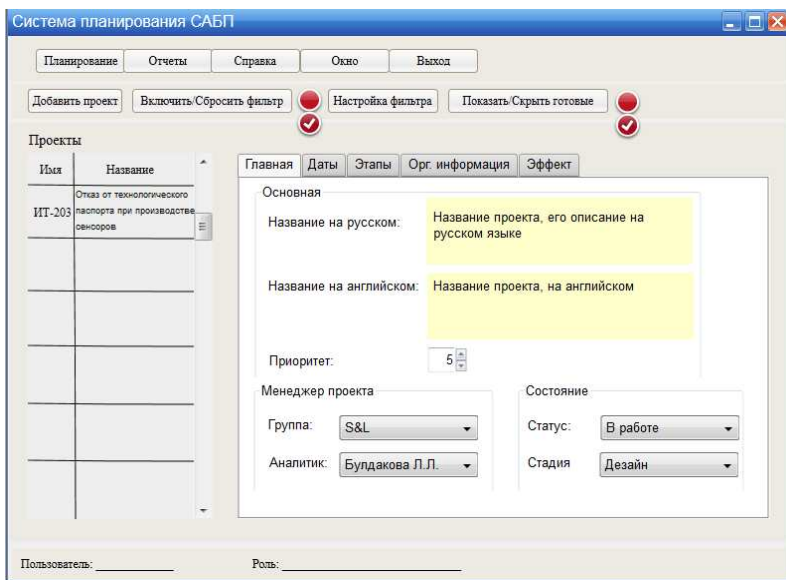 Система планирования САБП
Планирование Отчеты Справка Окно Выход
Добавить проект Включить/Сбросить фильтр Настройка фильтра Показать/Скрыть готовые
Проекты
Имя Название
ИТ-203 Отказ от технологического
паспорта при производстве
сенсоров
Главная Даты Этапы Орг. информация Эффект
Основная
Название на русском: Название проекта, его описание на
русском языке
Название на английском: Название проекта, на английском
Приоритет: 5
Менеджер проекта Состояние
Группа: S&L Статус: В работе
Аналитик: Булдакова Л.Л. Стадия Дезайн
Пользователь: ____________ Роль: ____________________________